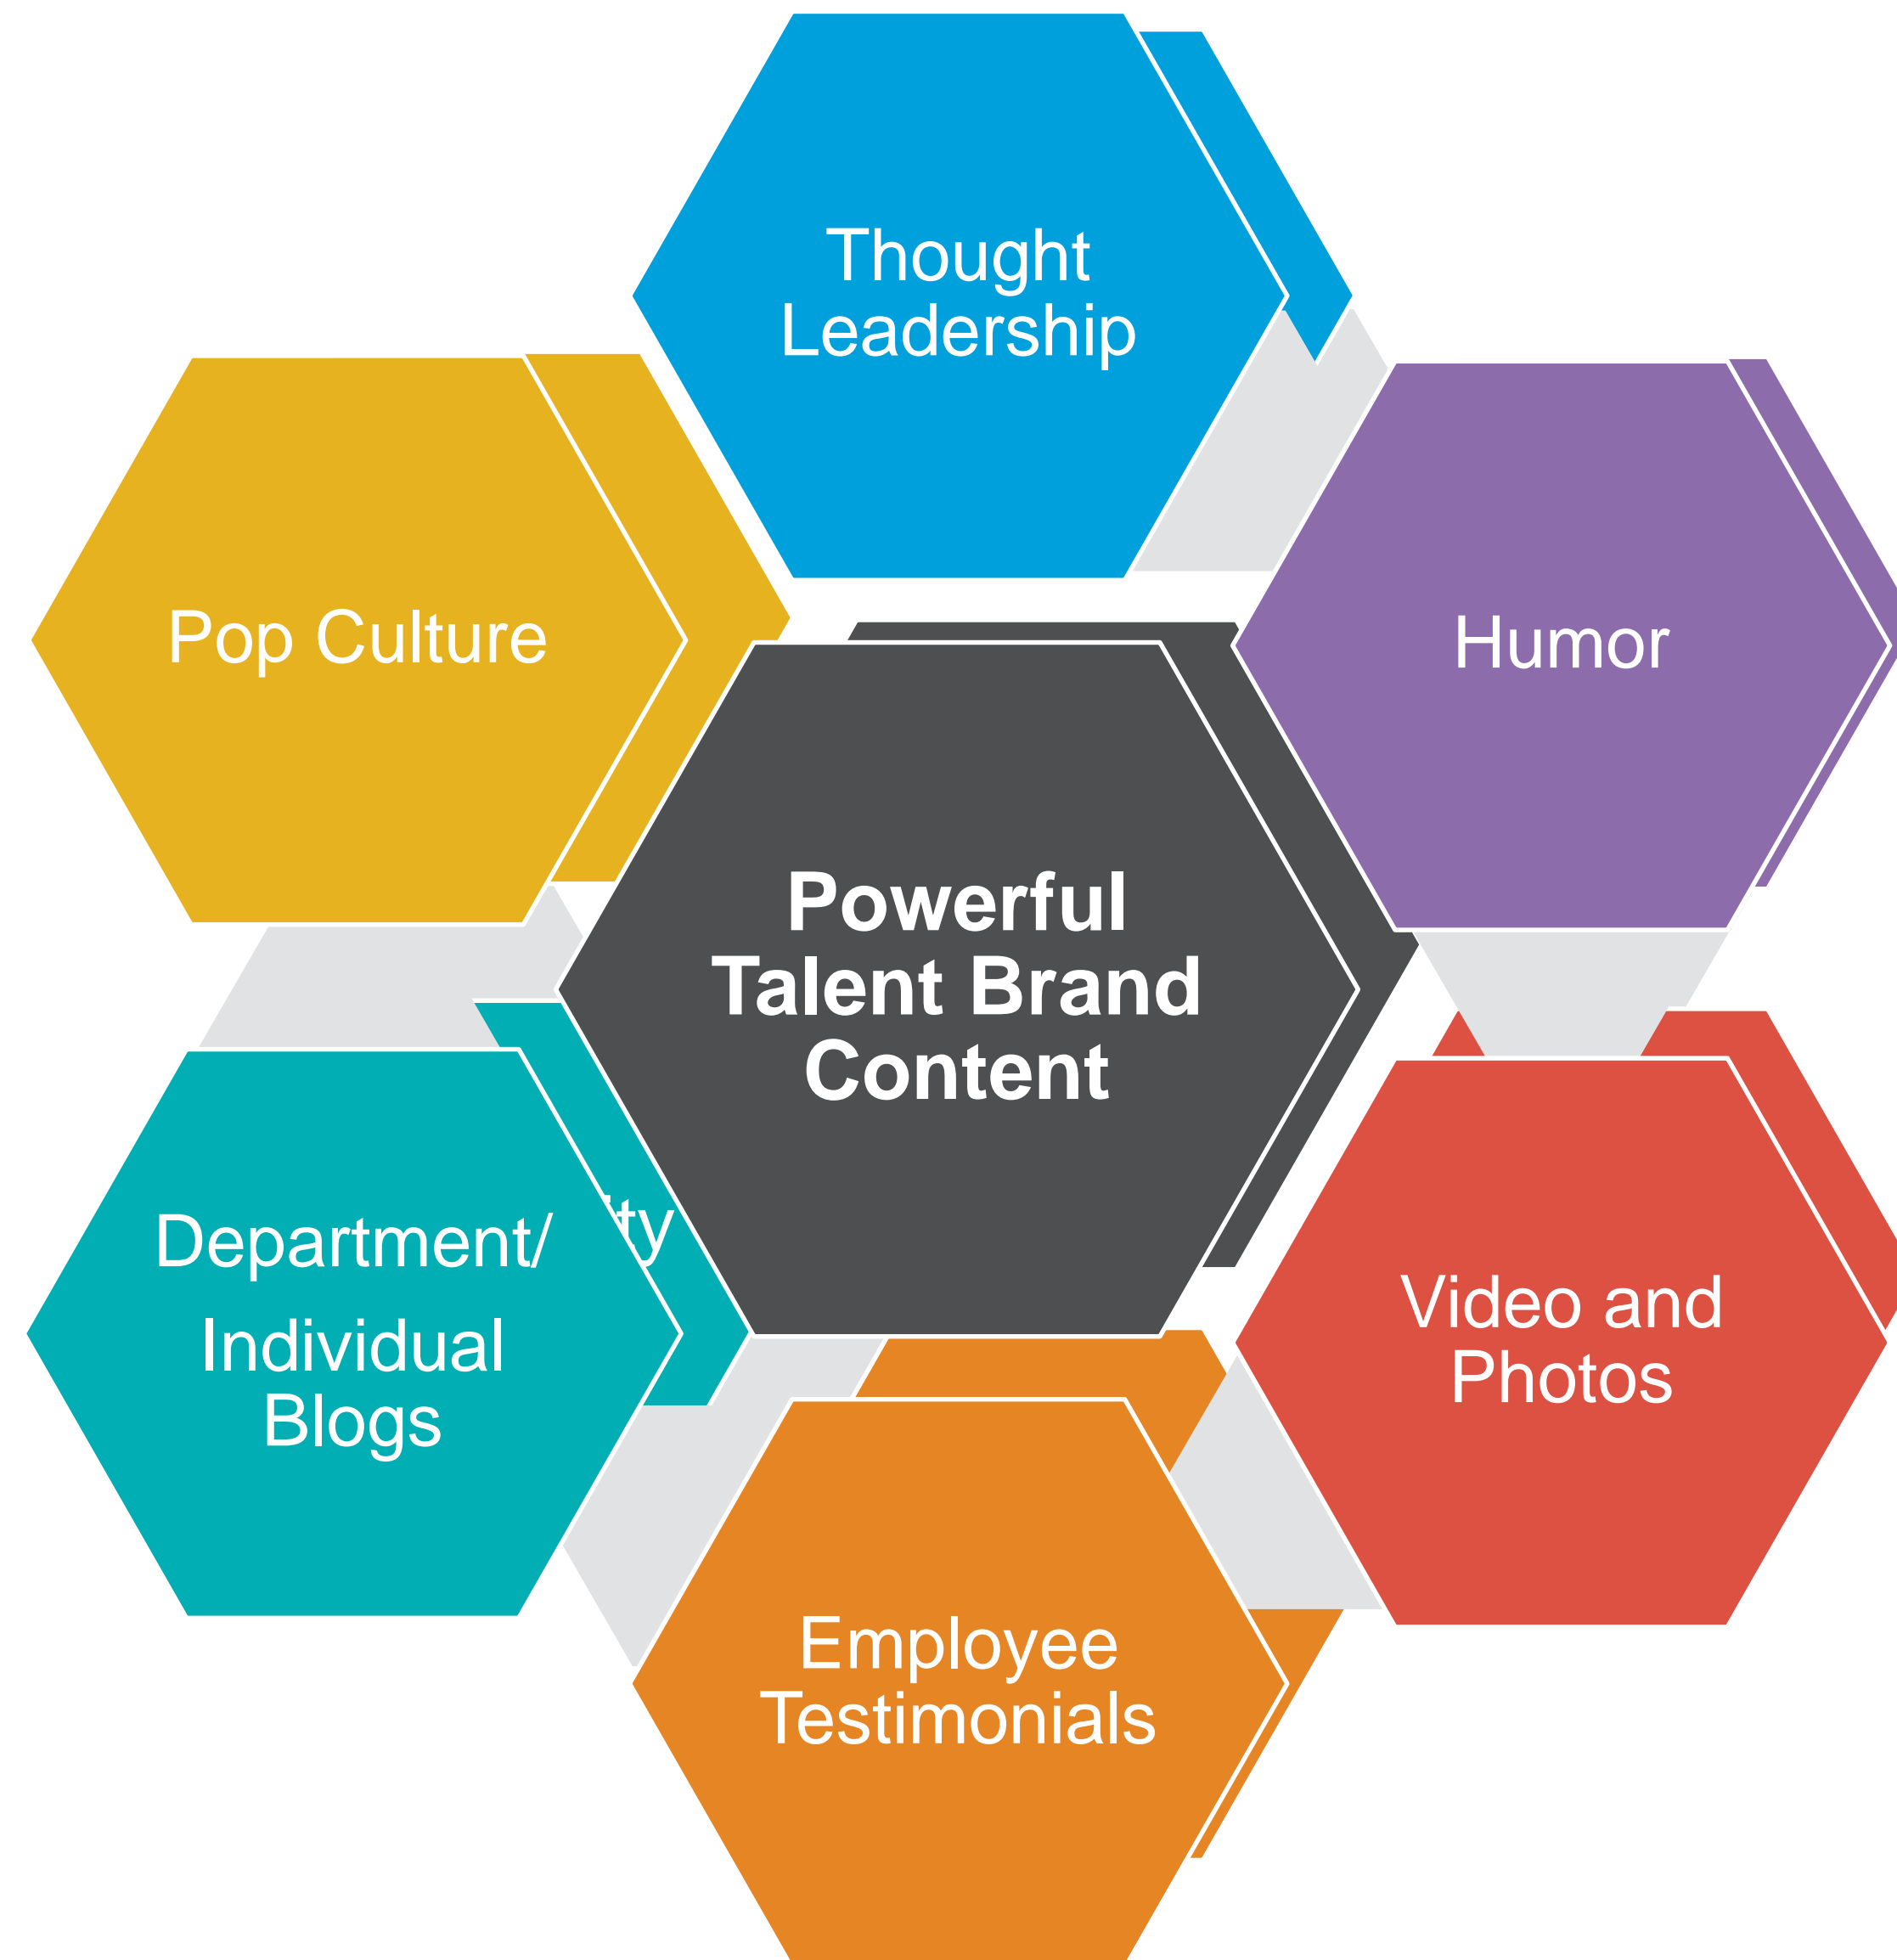 Thought
Leadership
Pop Culture
Humor
Powerful
Talent Brand
Content
Department/
Individual
Blogs
Video and
Photos
Employee
Testimonials